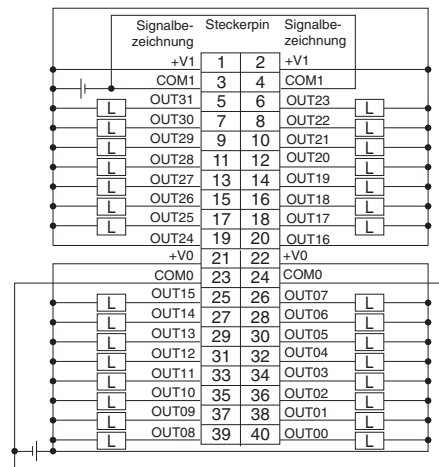 Signalbe- Steckerpin Signalbe-
zeichnung zeichnung
+V1 1 2 +V1
COM1 3 4 COM1
L OUT31 5 6 OUT23 L
L OUT30 7 8 OUT22 L
L OUT29 9 10 OUT21 L
L OUT28 11 12 OUT20 L
L OUT27 13 14 OUT19 L
L OUT26 15 16 OUT18 L
L OUT25 17 18 OUT17 L
OUT24 19 20 OUT16
+V0 21 22 +V0
COM0 23 24 COM0
L OUT15 25 26 OUT07 L
L OUT14 27 28 OUT06 L
L OUT13 29 30 OUT05 L
L OUT12 31 32 OUT04 L
L OUT11 33 34 OUT03 L
L OUT10 35 36 OUT02 L
L OUT09 37 38 OUT01 L
L OUT08 39 40 OUT00 L